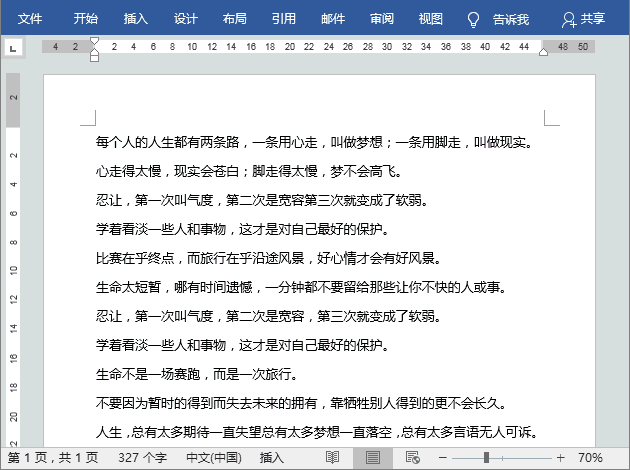 文件 开始 插入 设计 布局 引用 邮件 审阅 视图 告诉我 共享
L 4 2 2 4 6 8 10 12 14 16 18 20 22 24 26 28 30 32 34 36 38 40 42 44 48 50
2
2
4
6
8
10
12
14
16
18
20
22
每个人的人生都有两条路，一条用心走，叫做梦想；一条用脚走，叫做现实。
心走得太慢，现实会苍白；脚走得太慢，梦不会高飞。
忍让，第一次叫气度，第二次是宽容第三次就变成了软弱。
学着看淡一些人和事物，这才是对自己最好的保护。
比赛在乎终点，而旅行在乎沿途风景，好心情才会有好风景。
生命太短暂，哪有时间遗憾，一分钟都不要留给那些让你不快的人或事。
忍让，第一次叫气度，第二次是宽容，第三次就变成了软弱。
学着看淡一些人和事物，这才是对自己最好的保护。
生命不是一场赛跑，而是一次旅行。
不要因为暂时的得到而失去未来的拥有，靠牺牲别人得到的更不会长久。
人生，总有太多期待一直失望总有太多梦想一直落空，总有太多言语无人可诉。
第 1 页，共 1 页 327 个字 中文(中国) 插入 70%